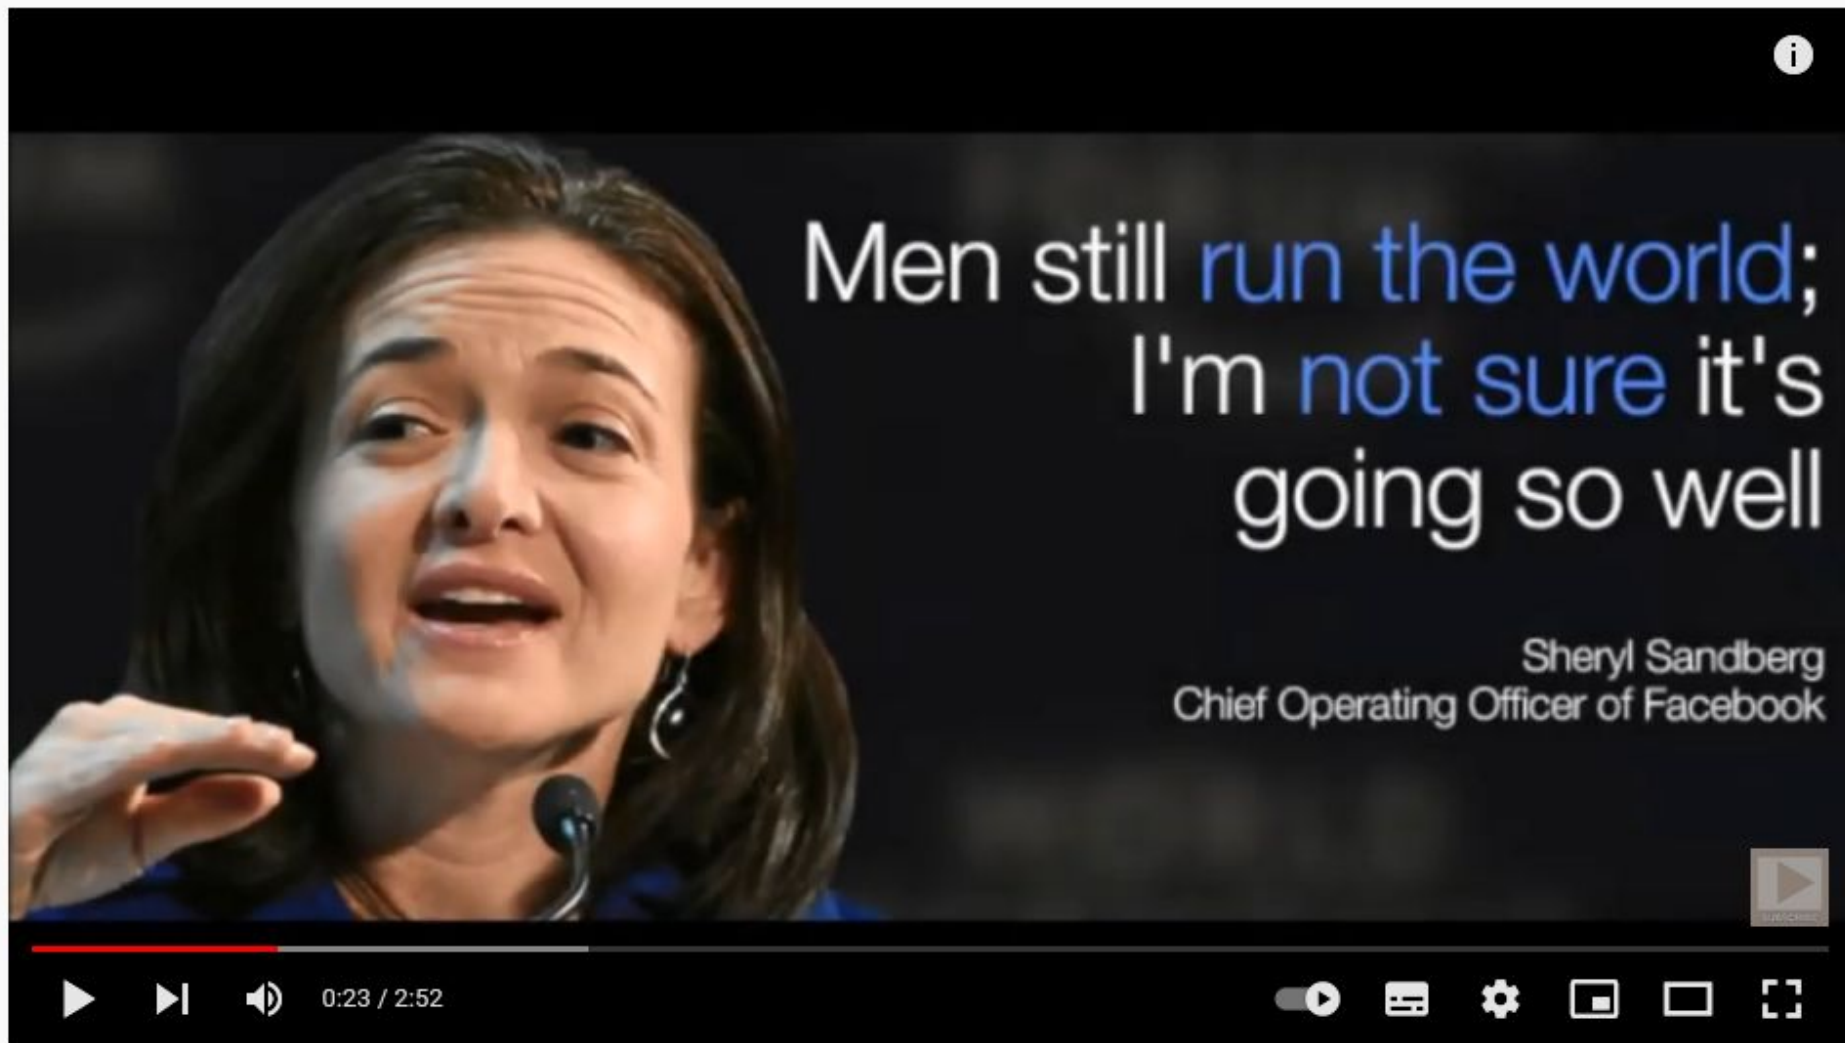 Men still run the world;
I'm not sure it's
going so well
Sheryl Sandberg
Chief Operating Officer of Facebook
SUBSCRIBE
0:23 / 2:52